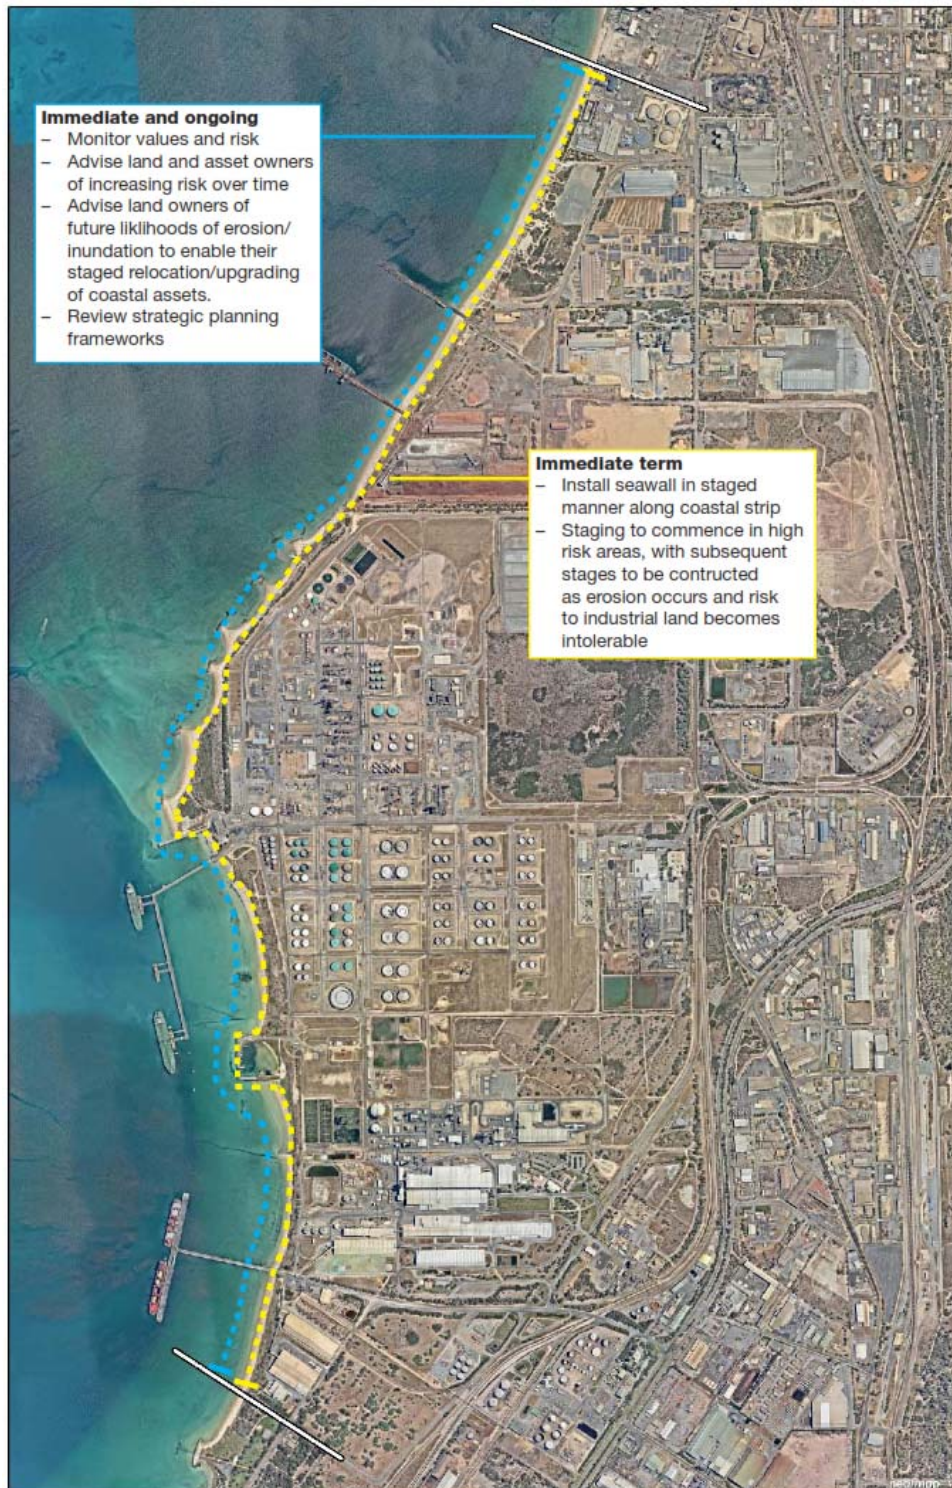 Immediate and ongoing
– Monitor values and risk
– Advise land and asset owners
of increasing risk over time
– Advise land owners of
future liklihoods of erosion/
inundation to enable their
staged relocation/upgrading
of coastal assets.
– Review strategic planning
frameworks
Immediate term
– Install seawall in staged
manner along coastal strip
– Staging to commence in high
risk areas, with subsequent
stages to be contructed
as erosion occurs and risk
to industrial land becomes
intolerable